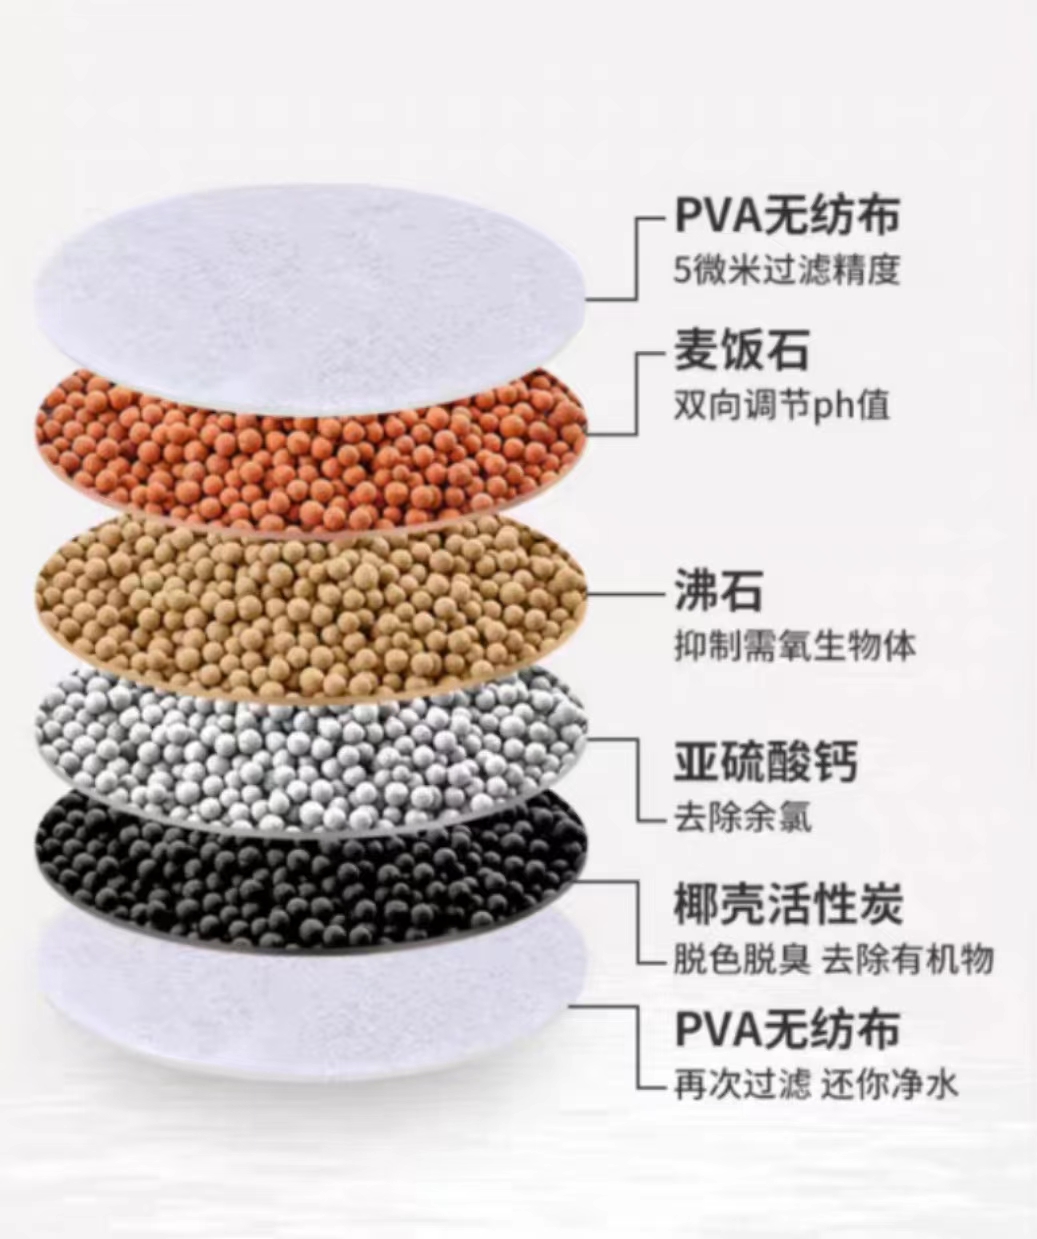 PVA无纺布
5微米过滤精度
麦饭石
双向调节ph值
沸石
抑制需氧生物体
亚硫酸钙
去除余氯
椰壳活性炭
脱色脱臭 去除有机物
PVA无纺布
再次过滤 还你净水